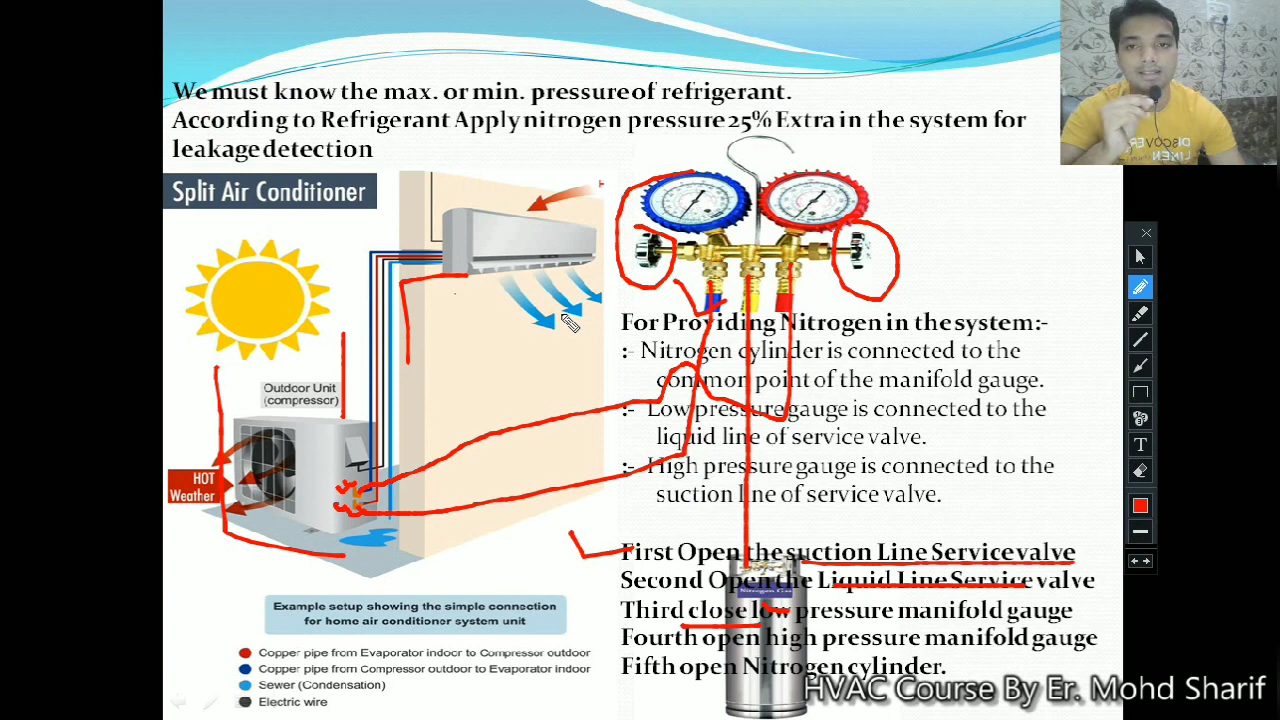 We must know the max. or min. pressure of refrigerant.
According to Refrigerant Apply nitrogen pressure 25% Extra in the system for
leakage detection
Split Air Conditioner
Outdoor Unit
(compressor)
HOT
Weather
Example setup showing the simple connection
for home air conditioner system unit
Copper pipe from Evaporator indoor to Compressor outdoor
Copper pipe from Compressor outdoor to Evaporator indoor
Sewer (Condensation)
Electric wire
For Providing Nitrogen in the system:-
:- Nitrogen cylinder is connected to the
common point of the manifold gauge.
:- Low pressure gauge is connected to the
liquid line of service valve.
:- High pressure gauge is connected to the
suction line of service valve.
First Open the suction Line Service valve
Second Open the Liquid Line Service valve
Third close low pressure manifold gauge
Fourth open high pressure manifold gauge
Fifth open Nitrogen cylinder.
HVAC Course By Er. Mohd Sharif
T